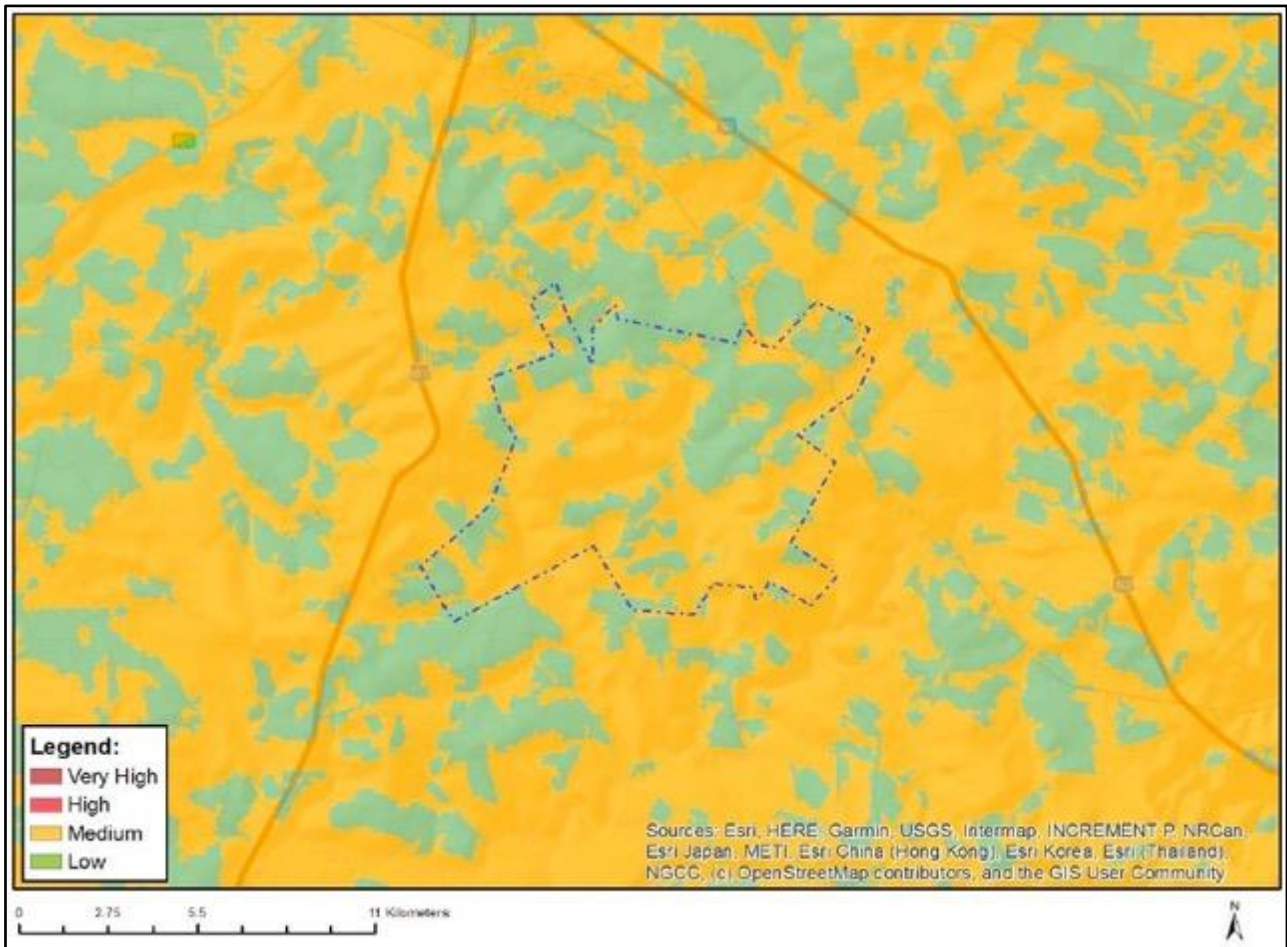 Legend:
Very High
High
Medium
Low
Sources: Esri, HERE, Garmin, USGS, Intermap, INCREMENT P, NRCan,
Esri Japan, METI, Esri China (Hong Kong), Esri Korea, Esri (Thailand),
NGCC, (c) OpenStreetMap contributors, and the GIS User Community
0 2.75 5.5 11 Kilometers
N